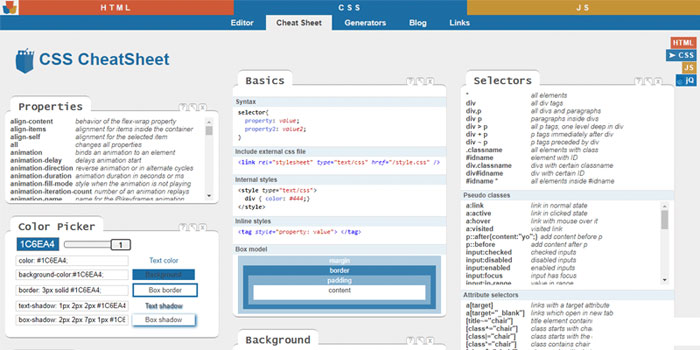 HTML
CSS
JS
Editor
Cheat Sheet
Generators
Blog
Links
HTML
CSS
JS
jQ
CSS CheatSheet
Properties
align-content behavior of the flex-wrap property
align-items alignment for items inside the container
align-self alignment for the selected item
all changes all properties
animation binds an animation to an element
animation-delay delays animation start
animation-direction reverse animation or in alternate cycles
animation-duration animation duration in seconds or ms
animation-fill-mode style when the animation is not playing
animation-iteration-count number of an animation replays
animation-name name for the @keyframes animation
Color Picker
1C6EA4
1
color: #1C6EA4; Text color
background-color:#1C6EA4; Background
border: 3px solid #1C6EA4; Box border
text-shadow: 1px 2px 2px #1C6EA4; Text shadow
box-shadow: 2px 2px 7px 1px #1C6 Box shadow
Basics
Syntax
selector{
property: value;
property2: value2;
}
Include external css file
<link rel="stylesheet" type="text/css" href="/style.css" />
Internal styles
<style type="text/css">
div { color: #444;}
</style>
Inline styles
<tag style="property: value"> </tag>
Box model
margin
border
padding
content
Background
Selectors
* all elements
div all div tags
div,p all divs and paragraphs
div p paragraphs inside divs
div > p all p tags, one level deep in div
div + p p tags immediately after div
div ~ p p tags preceded by div
.classname all elements with class
#idname element with ID
div.classname divs with certain classname
div#idname div with certain ID
#idname * all elements inside #idname
Pseudo classes
a:link link in normal state
a:active link in clicked state
a:hover link with mouse over it
a:visited visited link
p::after{content:"yo";} add content after p
p::before add content before p
input:checked checked inputs
input:disabled disabled inputs
input:enabled enabled inputs
input:focus input has focus
input:in-range value in range
Attribute selectors
a[target] links with a target attribute
a[target="_blank"] links which open in new tab
[title~="chair"] title element containi
[class^="chair"] class starts with cha
[class|="chair"] class starts with the
[class*="chair"] class contains chair